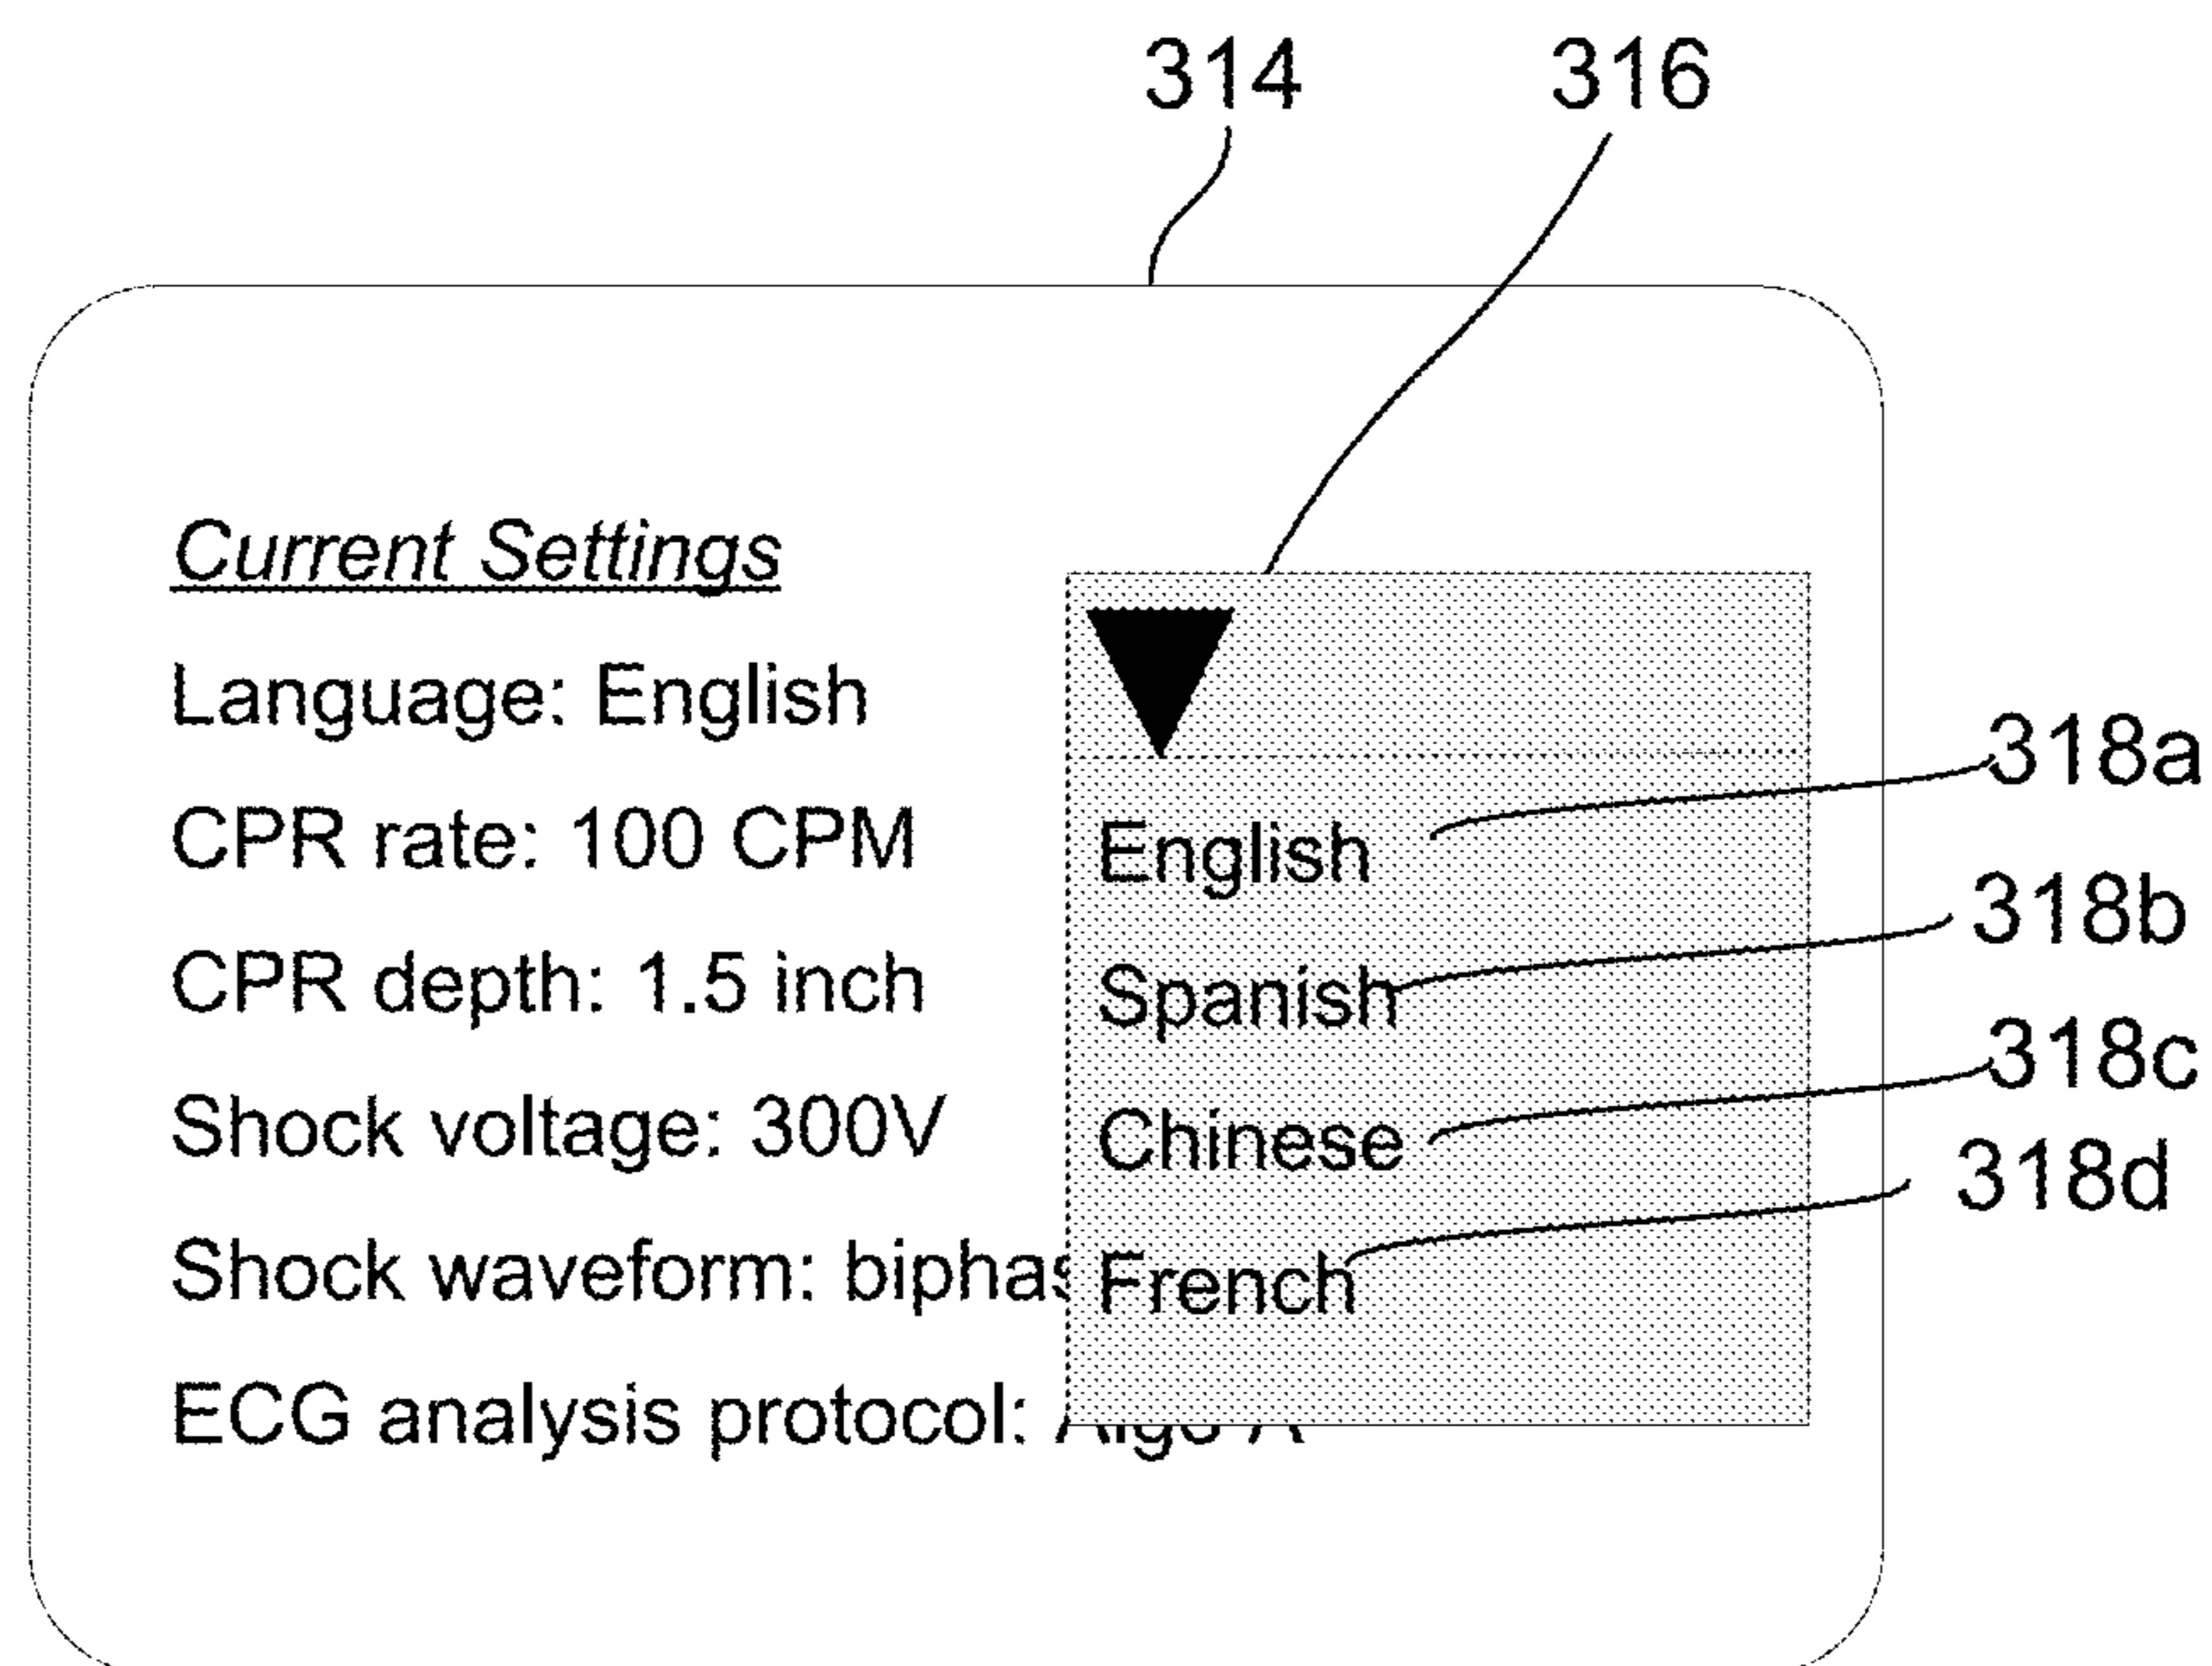 314 316
Current Settings
Language: English
CPR rate: 100 CPM
CPR depth: 1.5 inch
Shock voltage: 300V
Shock waveform:
ECG analysis protocol:
English
Spanish
Chinese
French
318a
318b
318c
318d